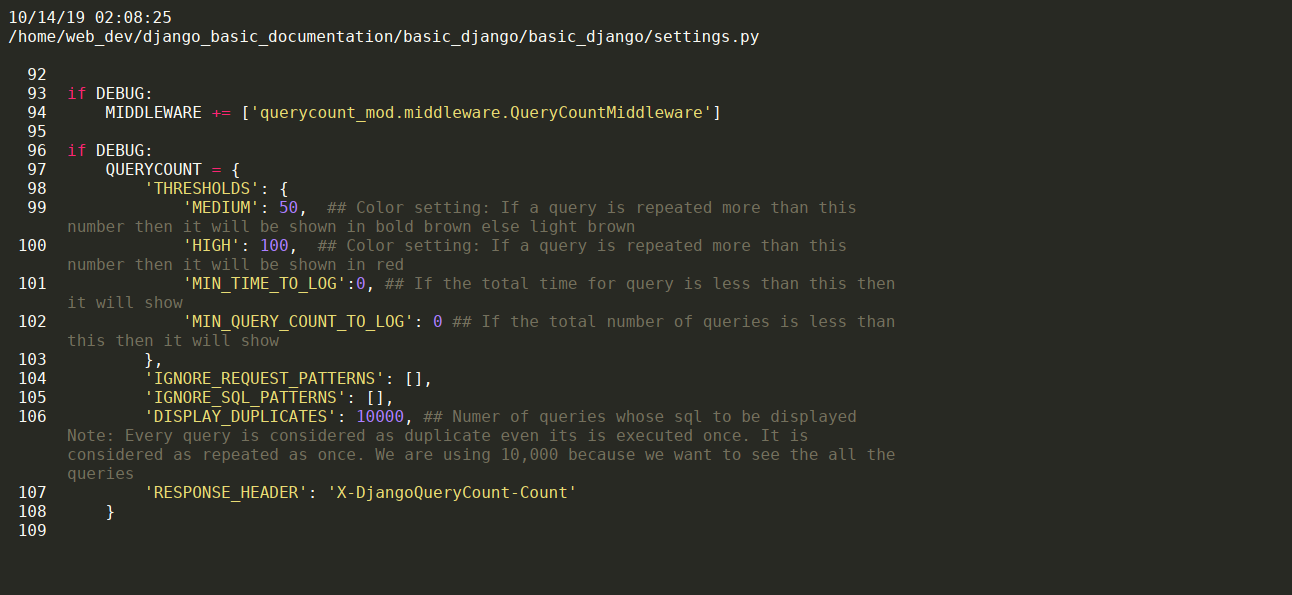 10/14/19 02:08:25
/home/web_dev/django_basic_documentation/basic_django/basic_django/settings.py
92
93 if DEBUG:
94     MIDDLEWARE += ['querycount_mod.middleware.QueryCountMiddleware']
95
96 if DEBUG:
97     QUERYCOUNT = {
98         'THRESHOLDS': {
99             'MEDIUM': 50,  ## Color setting: If a query is repeated more than this
number then it will be shown in bold brown else light brown
100             'HIGH': 100,  ## Color setting: If a query is repeated more than this
number then it will be shown in red
101             'MIN_TIME_TO_LOG':0, ## If the total time for query is less than this then
it will show
102             'MIN_QUERY_COUNT_TO_LOG': 0 ## If the total number of queries is less than
this then it will show
103         },
104         'IGNORE_REQUEST_PATTERNS': [],
105         'IGNORE_SQL_PATTERNS': [],
106         'DISPLAY_DUPLICATES': 10000, ## Numer of queries whose sql to be displayed
Note: Every query is considered as duplicate even its is executed once. It is
considered as repeated as once. We are using 10,000 because we want to see the all the
queries
107         'RESPONSE_HEADER': 'X-DjangoQueryCount-Count'
108     }
109